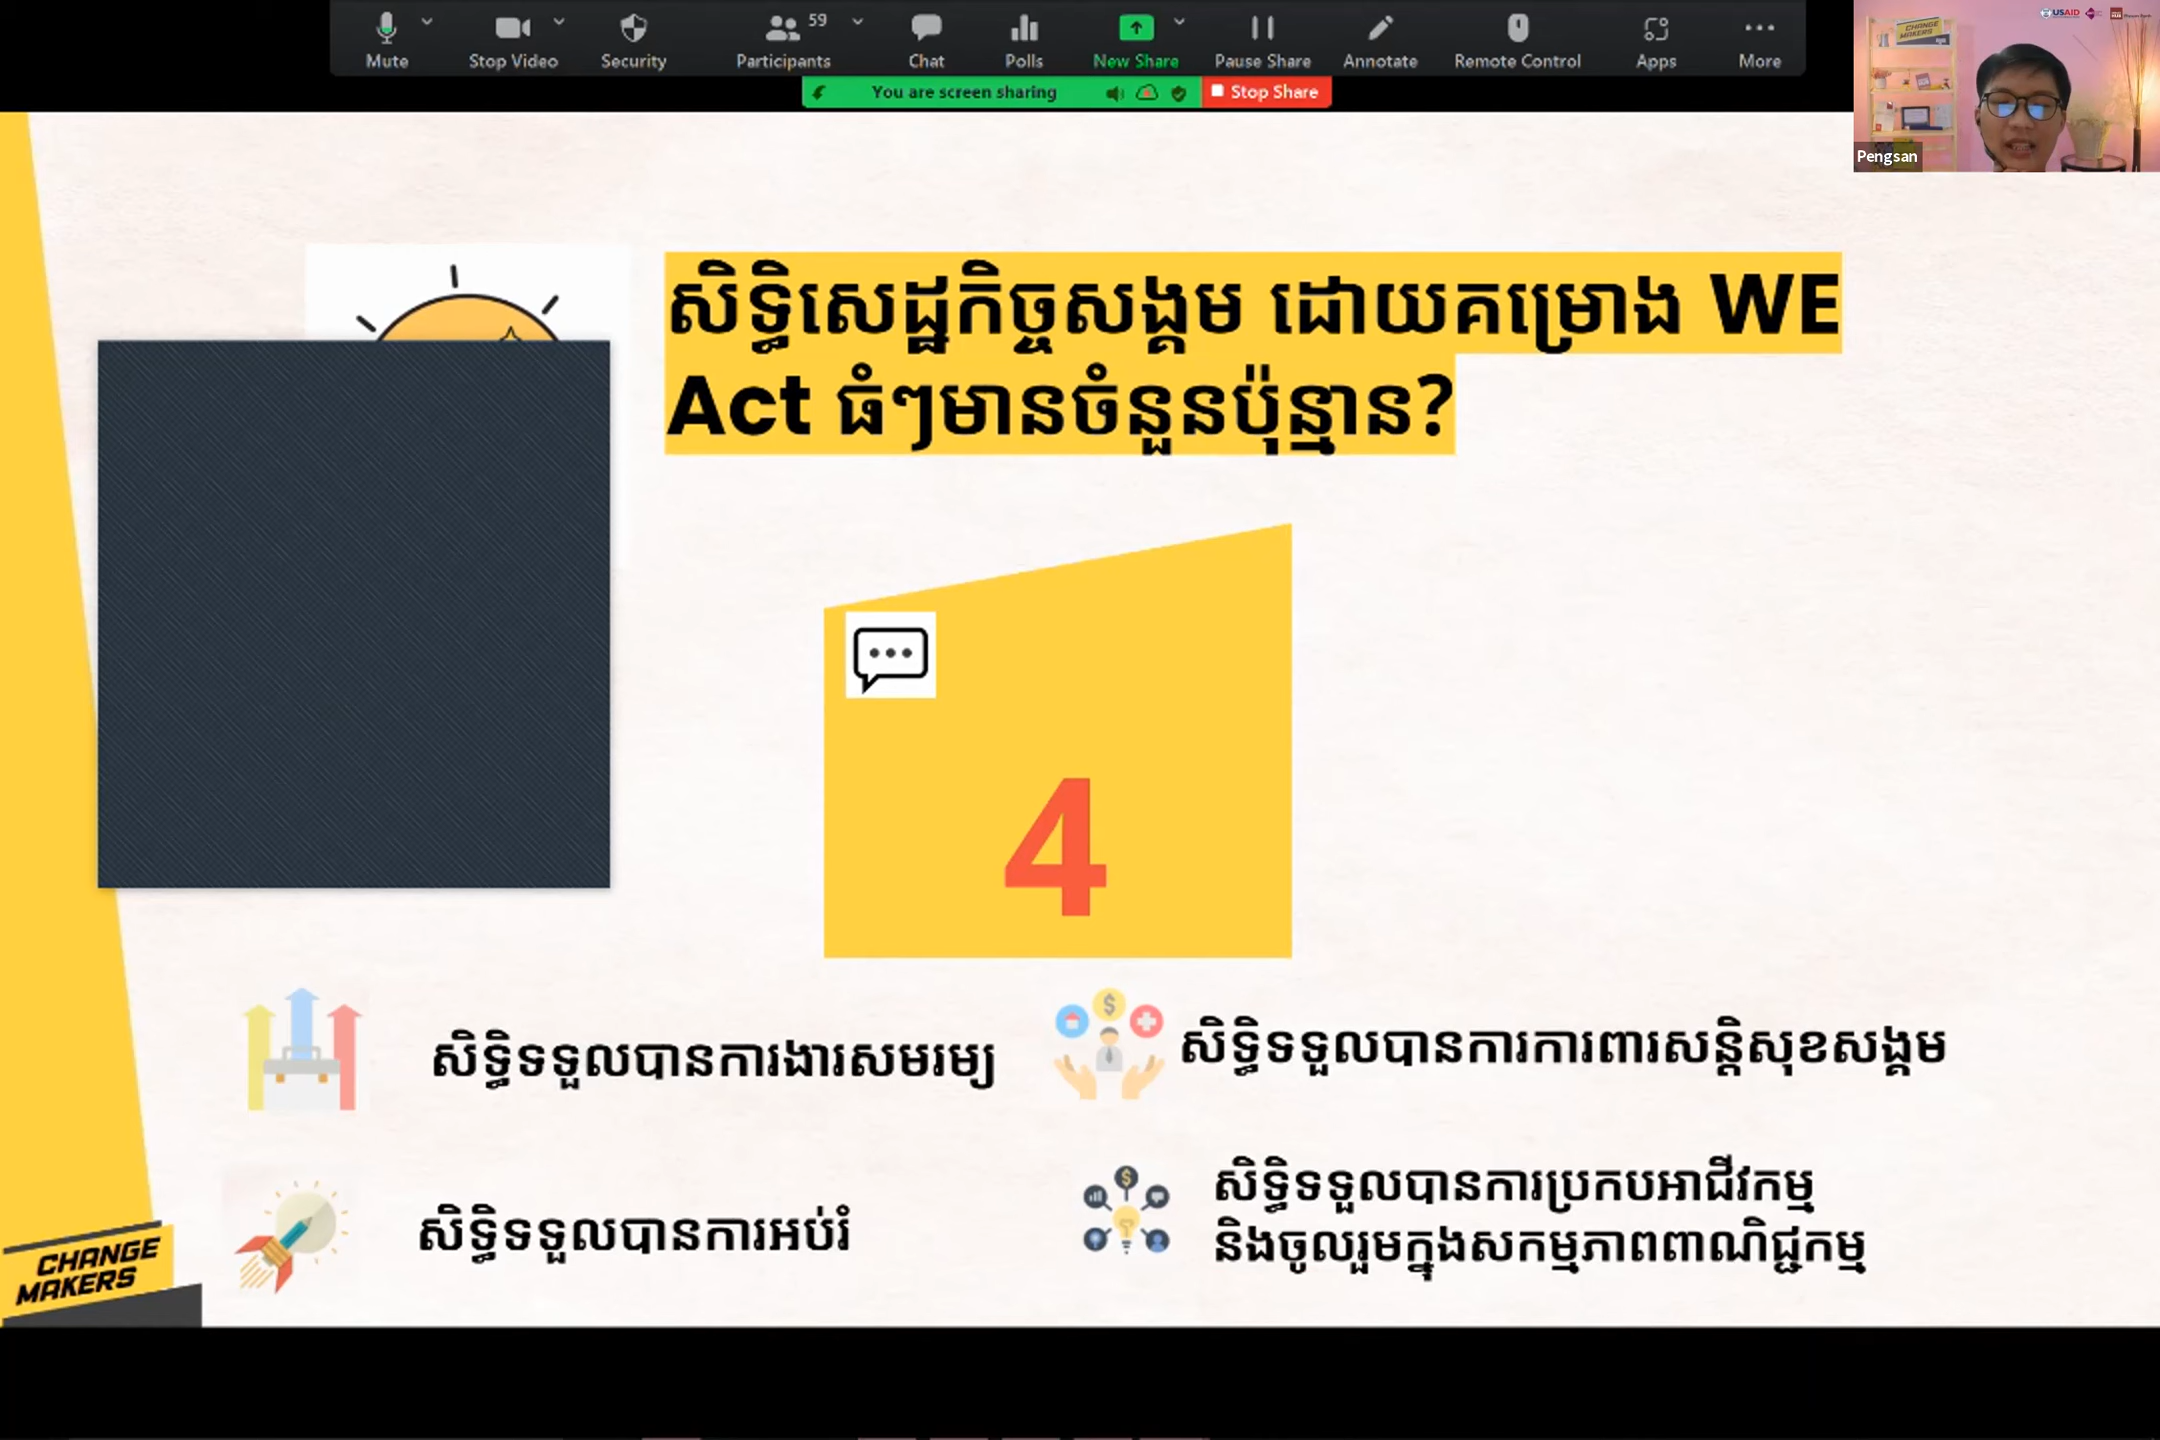 59
Mute
Stop Video
Security
Participants
Chat
Polls
New Share
Pause Share
Annotate
Remote Control
Apps
More
You are screen sharing
Stop Share
CHANGE
MAKERS
USAID
Pengsan
សិទ្ធិសេដ្ឋកិច្ចសង្គម ដោយគម្រោង WE
Act ធំៗមានចំនួនប៉ុន្មាន?
4
សិទ្ធិទទួលបានការងារសមរម្យ
សិទ្ធិទទួលបានការការពារសន្តិសុខសង្គម
សិទ្ធិទទួលបានការអប់រំ
សិទ្ធិទទួលបានការប្រកបអាជីវកម្ម
និងចូលរួមក្នុងសកម្មភាពពាណិជ្ជកម្ម
CHANGE
MAKERS